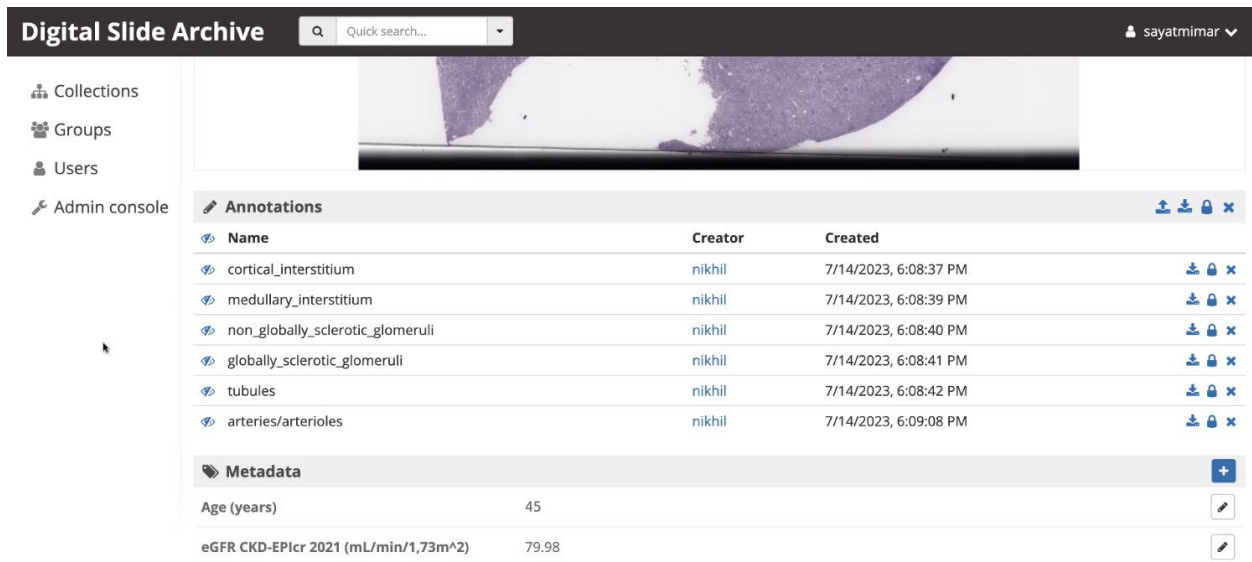 Digital Slide Archive Quick search... sayatmimar
Collections
Groups
Users
Admin console
Annotations
Name Creator Created
cortical_interstitium nikhil 7/14/2023, 6:08:37 PM
medullary_interstitium nikhil 7/14/2023, 6:08:39 PM
non_globally_sclerotic_glomeruli nikhil 7/14/2023, 6:08:40 PM
globally_sclerotic_glomeruli nikhil 7/14/2023, 6:08:41 PM
tubules nikhil 7/14/2023, 6:08:42 PM
arteries/arterioles nikhil 7/14/2023, 6:09:08 PM
Metadata
Age (years) 45
eGFR CKD-EPIcr 2021 (mL/min/1,73m^2) 79.98